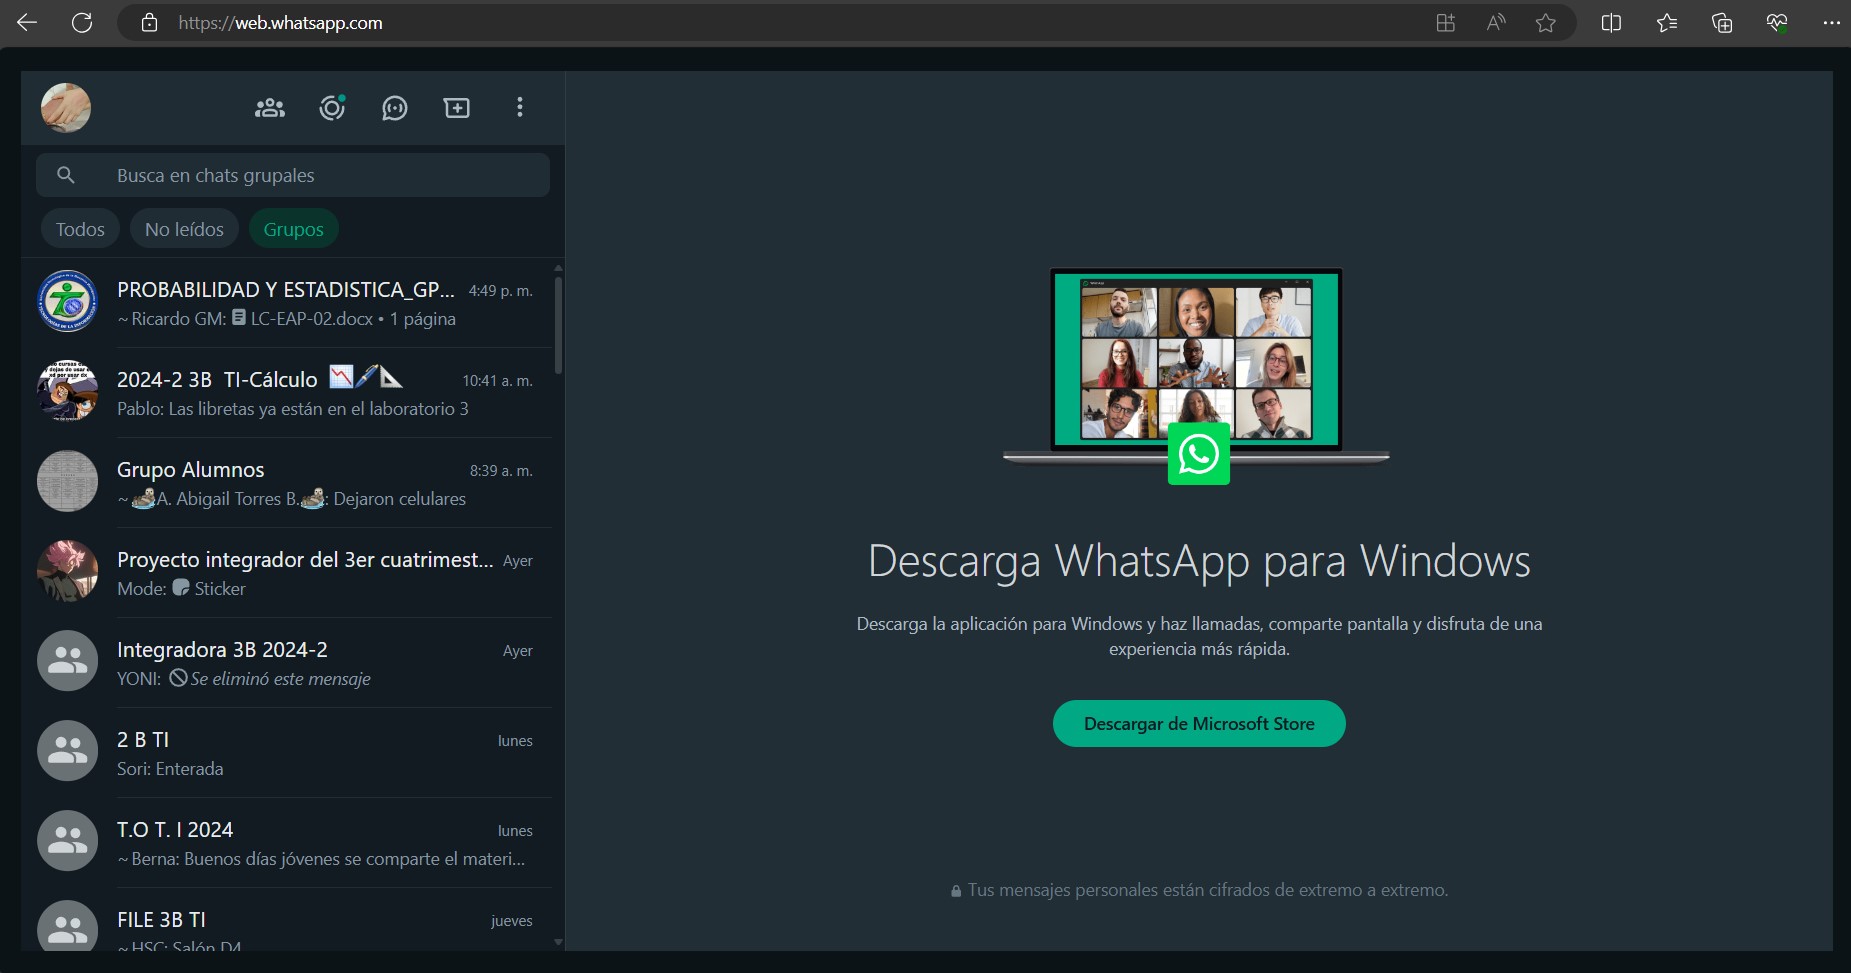 https://web.whatsapp.com
Busca en chats grupales
Todos
No leídos
Grupos
PROBABILIDAD Y ESTADISTICA_GP... 4:49 p. m.
~ Ricardo GM: LC-EAP-02.docx • 1 página
2024-2 3B TI-Cálculo 📉🖊️📐 10:41 a. m.
Pablo: Las libretas ya están en el laboratorio 3
Grupo Alumnos 8:39 a. m.
~ 🦦A. Abigail Torres B.🦦: Dejaron celulares
Proyecto integrador del 3er cuatrimest... Ayer
Mode: Sticker
Integradora 3B 2024-2 Ayer
YONI: Se eliminó este mensaje
2 B TI lunes
Sori: Enterada
T.O T. I 2024 lunes
~ Berna: Buenos días jóvenes se comparte el materi...
FILE 3B TI jueves
~ HSC: Salón D4
Descarga WhatsApp para Windows
Descarga la aplicación para Windows y haz llamadas, comparte pantalla y disfruta de una
experiencia más rápida.
Descargar de Microsoft Store
Tus mensajes personales están cifrados de extremo a extremo.